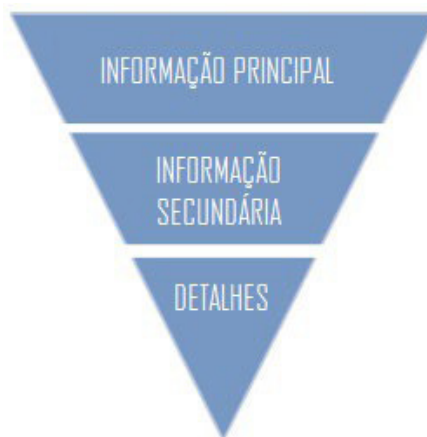 INFORMAÇÃO PRINCIPAL
INFORMAÇÃO
SECUNDÁRIA
DETALHES